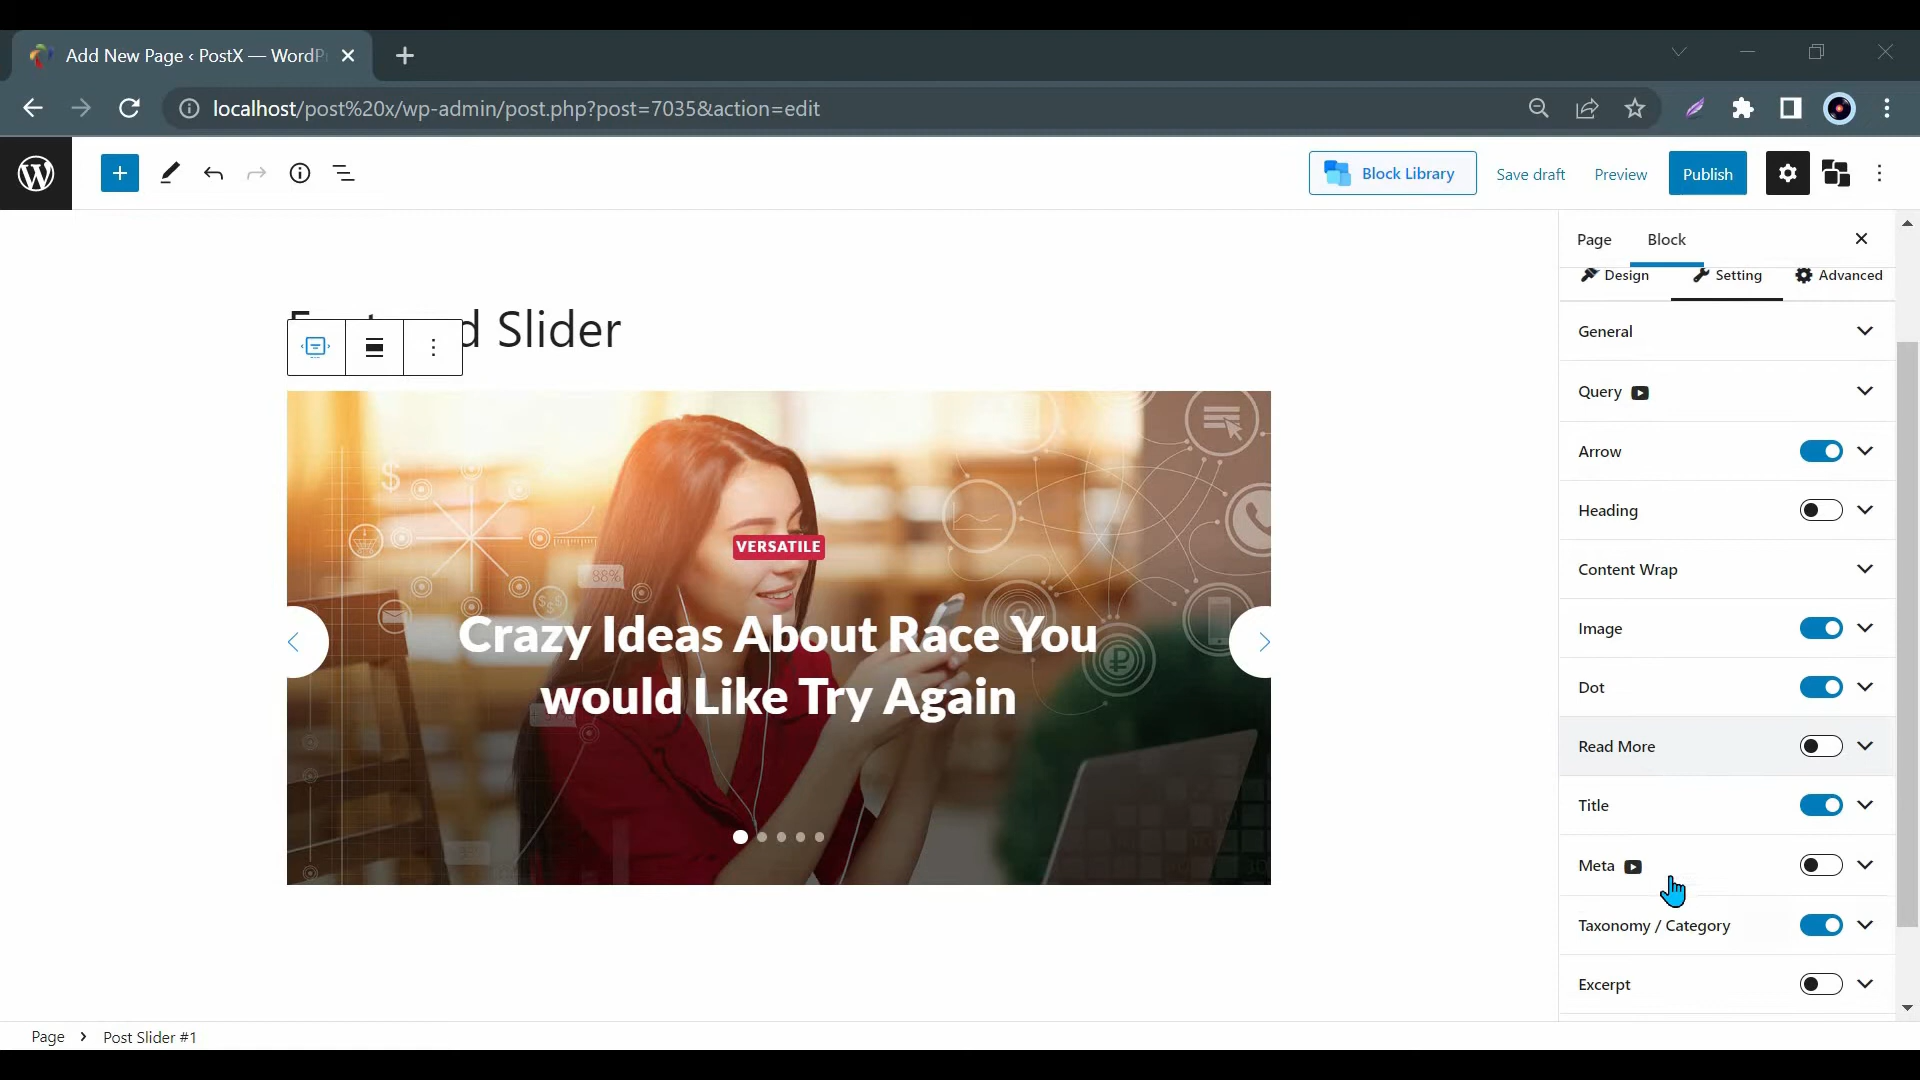 Add New Page ‹ PostX — WordPr
localhost/post%20x/wp-admin/post.php?post=7035&action=edit
Block Library
Save draft
Preview
Publish
Page
Block
Design
Setting
Advanced
General
Query
Arrow
Heading
Content Wrap
Image
Dot
Read More
Title
Meta
Taxonomy / Category
Excerpt
d Slider
VERSATILE
Crazy Ideas About Race You
would Like Try Again
$
88%
$$$
Page
Post Slider #1